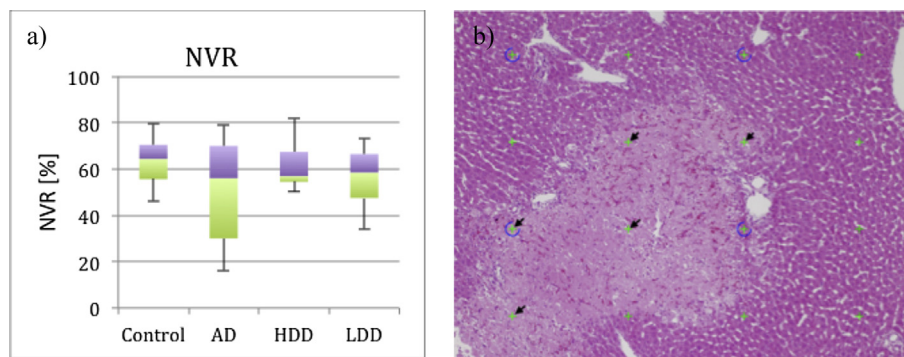 a)
NVR
NVR [%]
100
80
60
40
20
0
Control AD HDD LDD
b)